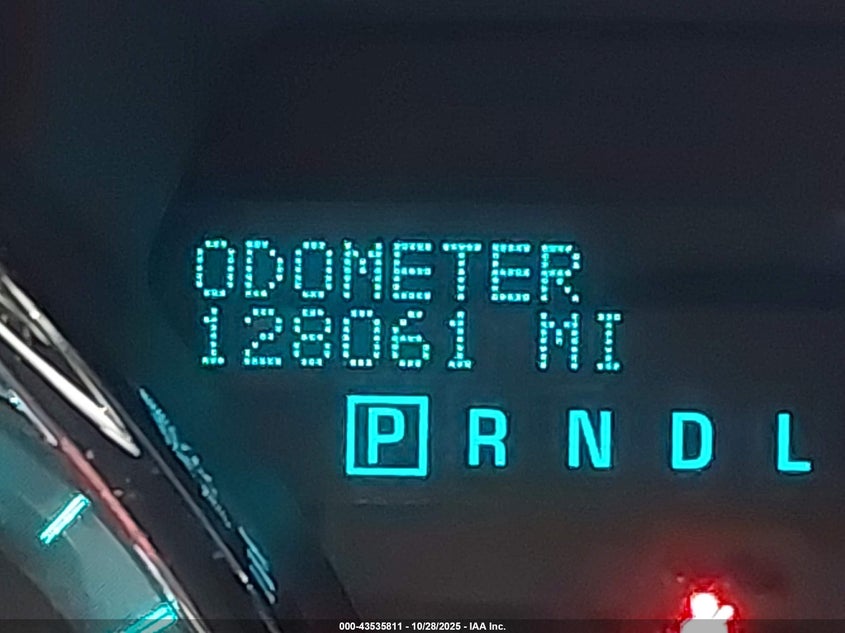 ODOMETER
128061 MI
P R N D L
000-43535811 - 10/28/2025 - IAA Inc.